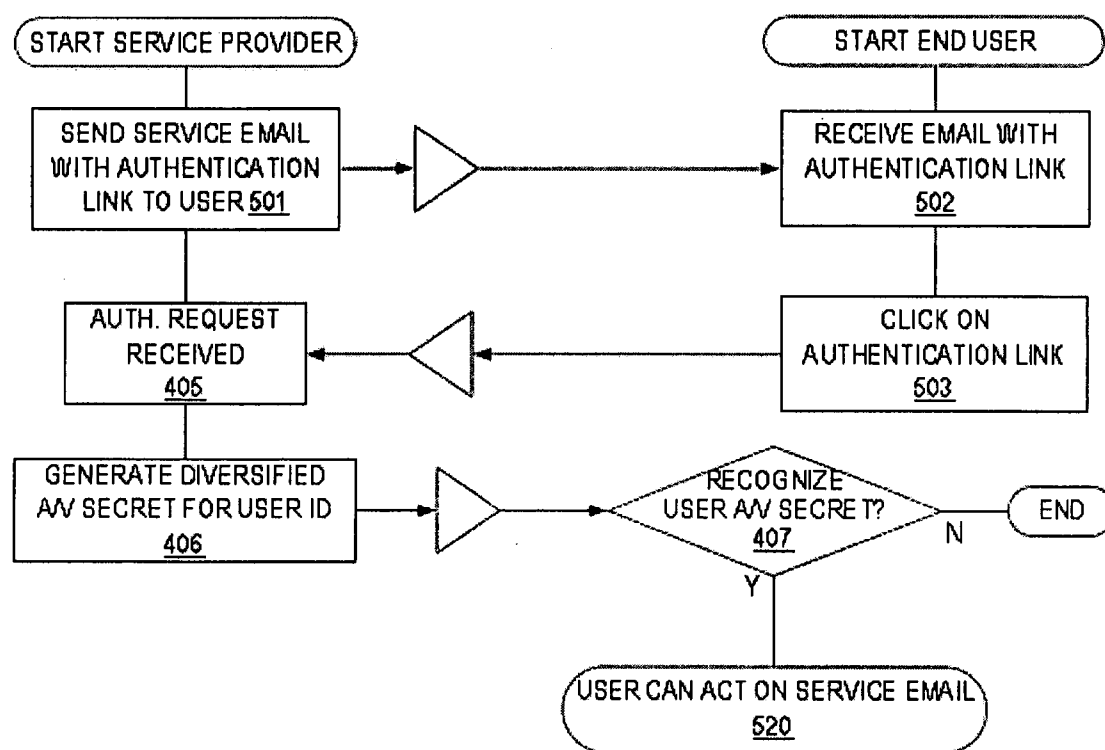 START SERVICE PROVIDER
START END USER
SEND SERVICE EMAIL
WITH AUTHENTICATION
LINK TO USER 501
RECEIVE EMAIL WITH
AUTHENTICATION LINK
502
AUTH. REQUEST
RECEIVED
405
CLICK ON
AUTHENTICATION LINK
503
GENERATE DIVERSIFIED
A/V SECRET FOR USER ID
406
RECOGNIZE
USER A/V SECRET?
407
N
END
Y
USER CAN ACT ON SERVICE EMAIL
520